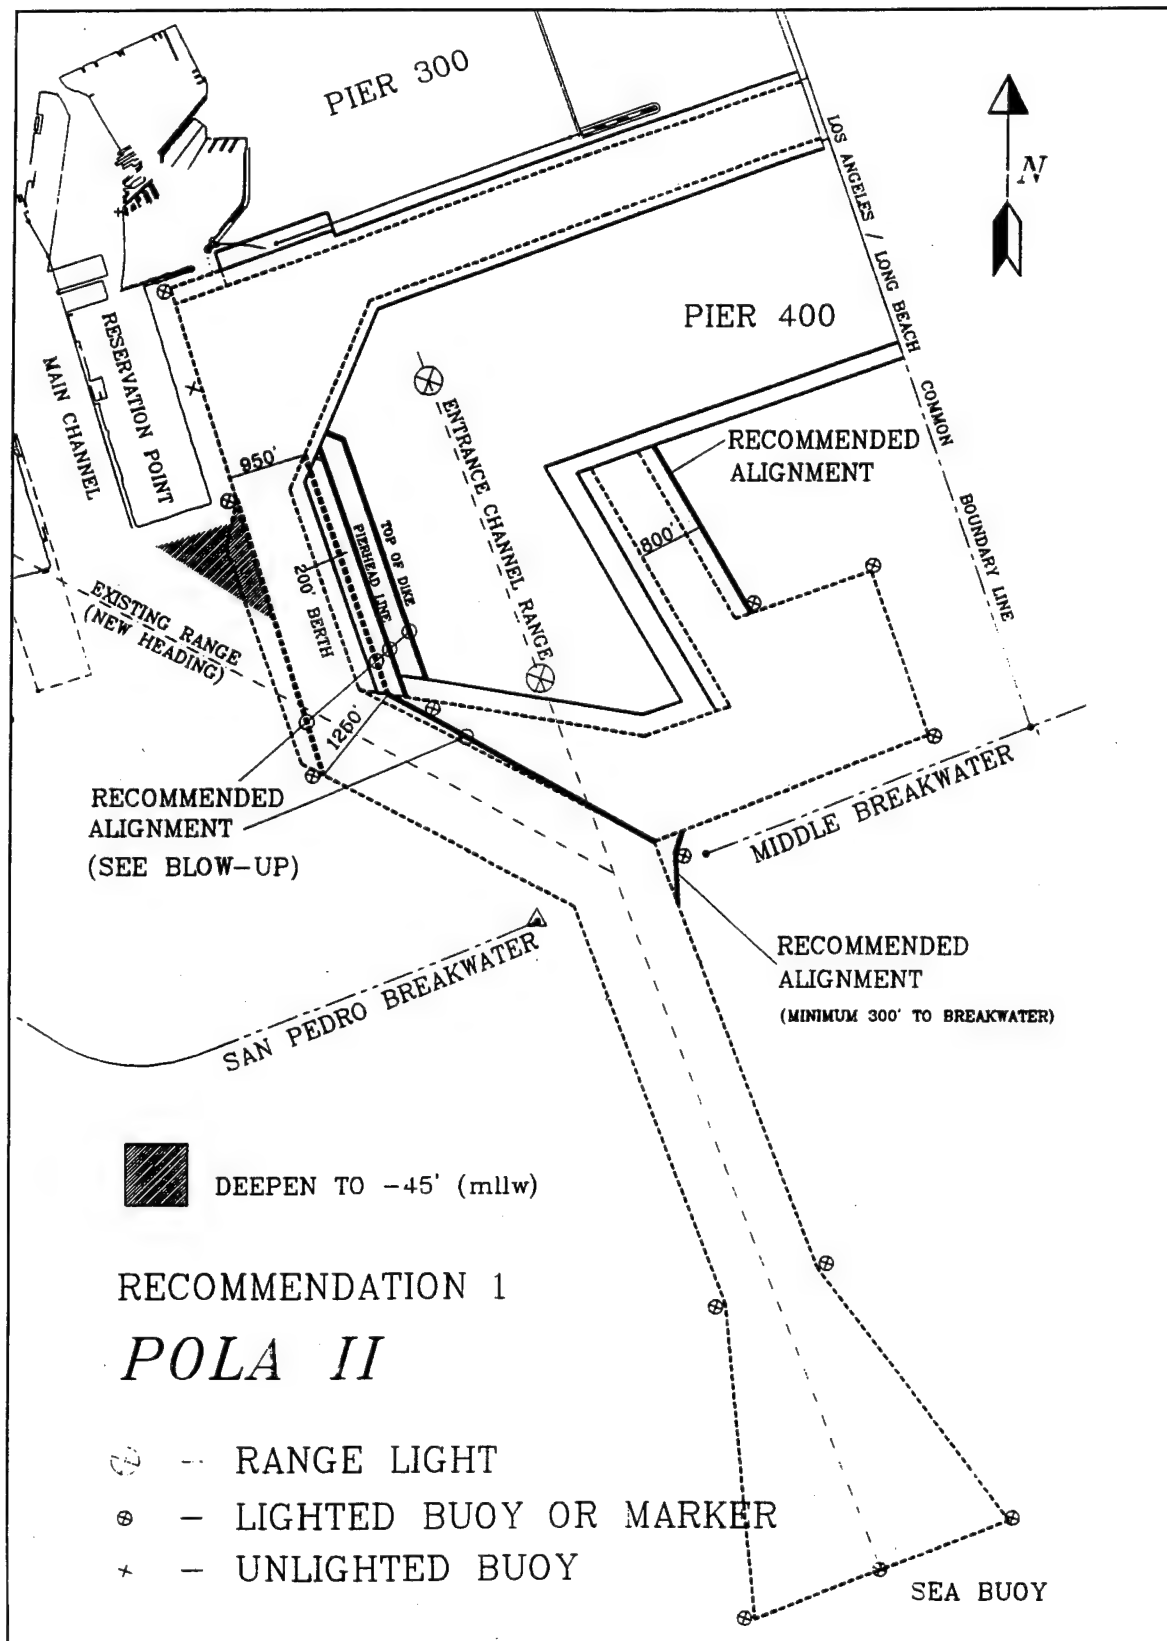 PIER 300
N
LOS ANGELES / LONG BEACH
COMMON
BOUNDARY LINE
PIER 400
RESERVATION POINT
MAIN CHANNEL
ENTRANCE CHANNEL RANGE
RECOMMENDED
ALIGNMENT
950'
800'
TOP OF DIKE
PIERHEAD LINE
200' BERTH
EXISTING RANGE
(NEW HEADING)
1250'
RECOMMENDED
ALIGNMENT
(SEE BLOW-UP)
MIDDLE BREAKWATER
SAN PEDRO BREAKWATER
RECOMMENDED
ALIGNMENT
(MINIMUM 300' TO BREAKWATER)
DEEPEN TO -45' (mllw)
RECOMMENDATION 1
POLA II
- RANGE LIGHT
- LIGHTED BUOY OR MARKER
- UNLIGHTED BUOY
SEA BUOY